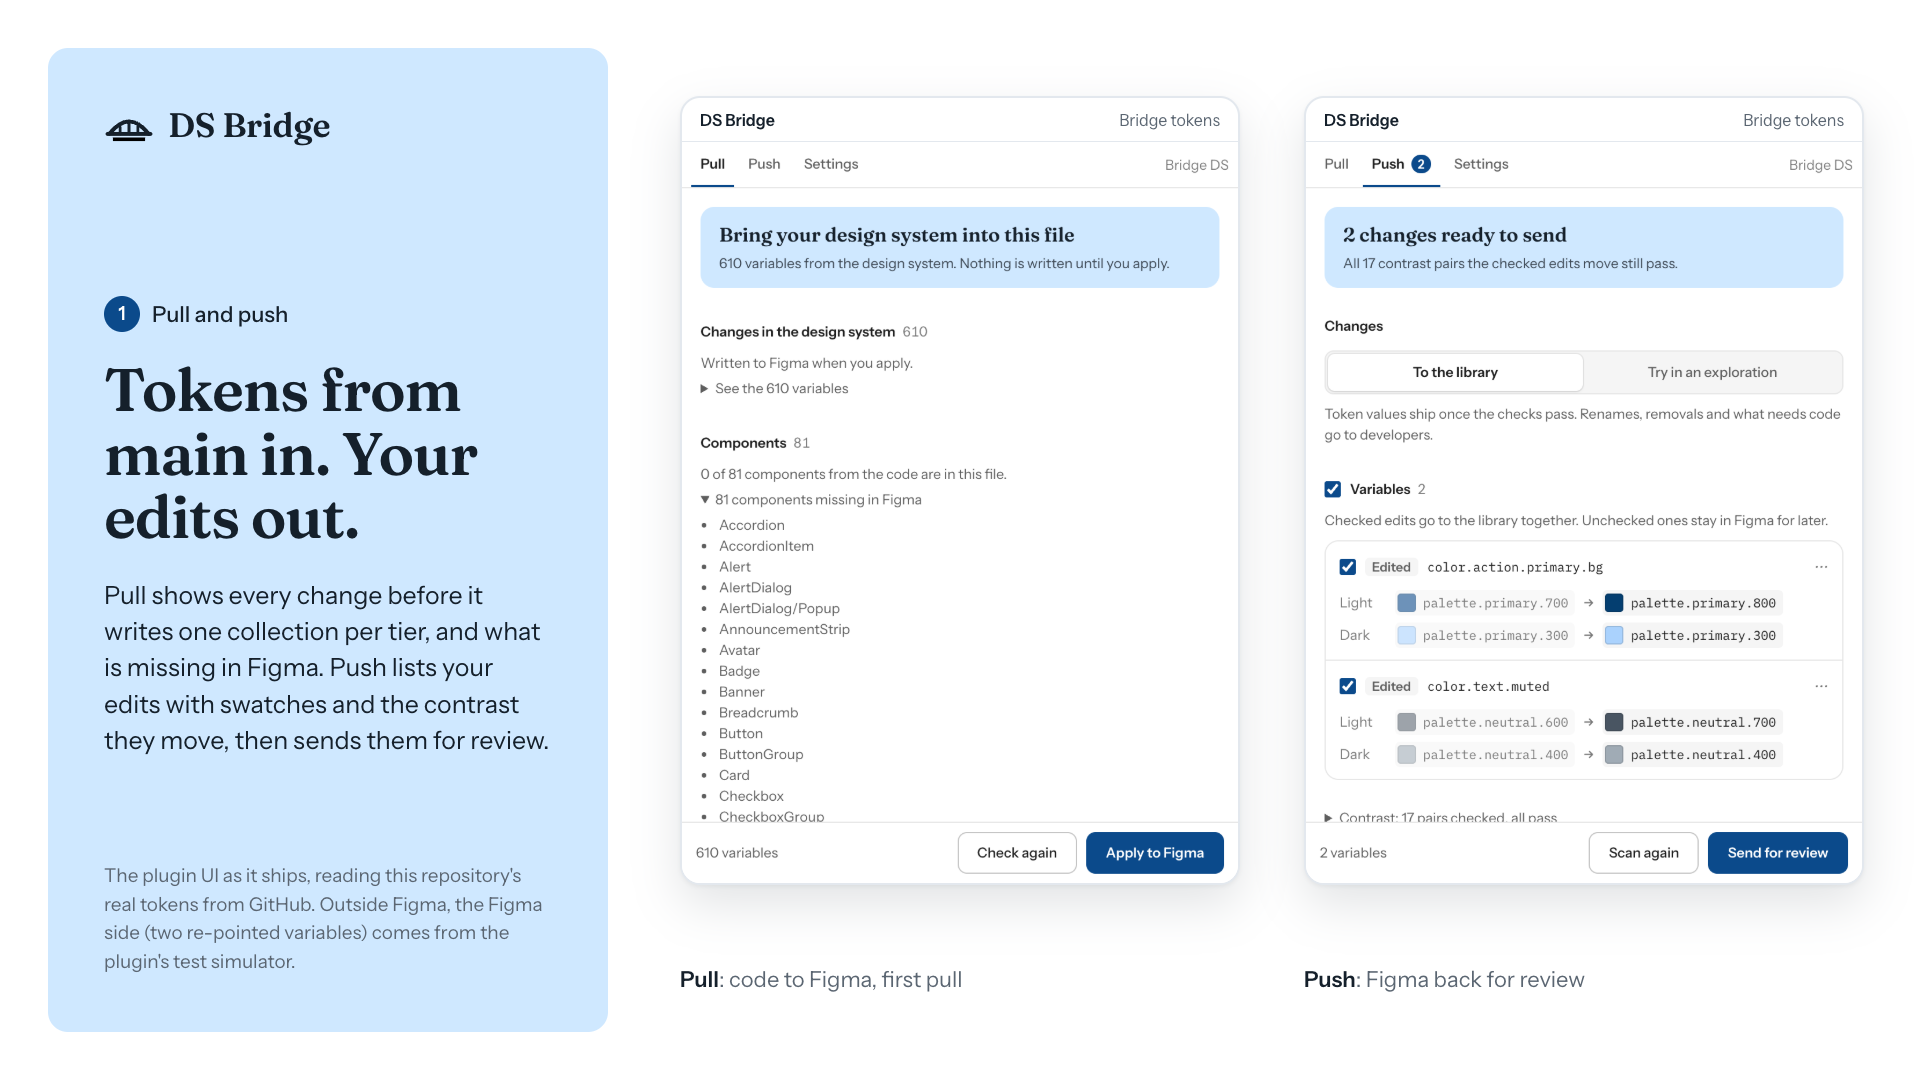 DS Bridge
1 Pull and push
Tokens from
main in. Your
edits out.
Pull shows every change before it
writes one collection per tier, and what
is missing in Figma. Push lists your
edits with swatches and the contrast
they move, then sends them for review.
The plugin UI as it ships, reading this repository's
real tokens from GitHub. Outside Figma, the Figma
side (two re-pointed variables) comes from the
plugin's test simulator.
DS Bridge Bridge tokens
Pull Push Settings Bridge DS
Bring your design system into this file
610 variables from the design system. Nothing is written until you apply.
Changes in the design system 610
Written to Figma when you apply.
See the 610 variables
Components 81
0 of 81 components from the code are in this file.
81 components missing in Figma
Accordion
AccordionItem
Alert
AlertDialog
AlertDialog/Popup
AnnouncementStrip
Avatar
Badge
Banner
Breadcrumb
Button
ButtonGroup
Card
Checkbox
CheckboxGroup
610 variables Check again Apply to Figma
Pull: code to Figma, first pull
DS Bridge Bridge tokens
Pull Push 2 Settings Bridge DS
2 changes ready to send
All 17 contrast pairs the checked edits move still pass.
Changes
To the library Try in an exploration
Token values ship once the checks pass. Renames, removals and what needs code
go to developers.
Variables 2
Checked edits go to the library together. Unchecked ones stay in Figma for later.
Edited color.action.primary.bg ...
Light palette.primary.700 → palette.primary.800
Dark palette.primary.300 → palette.primary.300
Edited color.text.muted ...
Light palette.neutral.600 → palette.neutral.700
Dark palette.neutral.400 → palette.neutral.400
Contrast: 17 pairs checked, all pass
2 variables Scan again Send for review
Push: Figma back for review